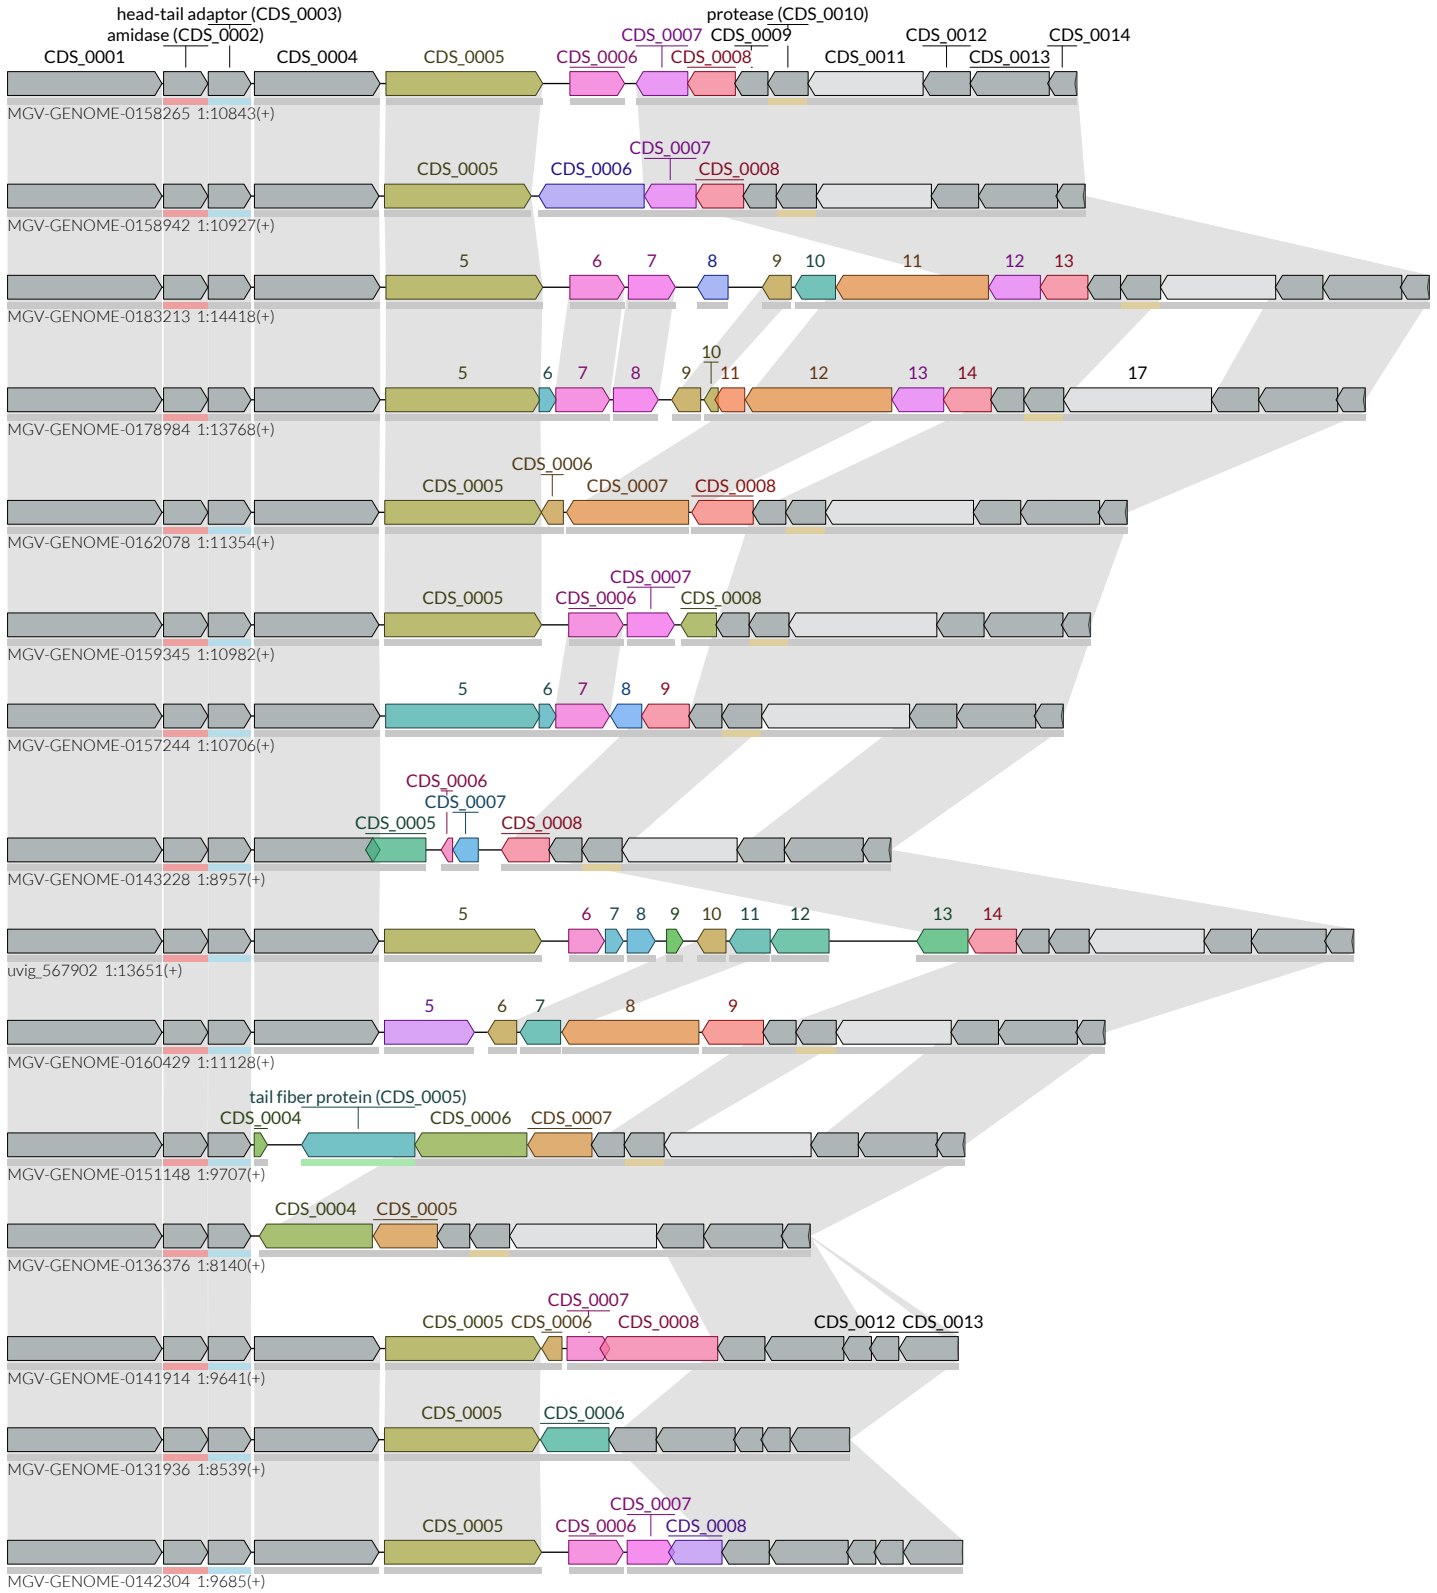 head-tail adaptor (CDS_0003) protease (CDS_0010)
amidase (CDS_0002) CDS_0007 CDS_0009 CDS_0012 CDS_0014
CDS_0001 CDS_0004 CDS_0005 CDS_0006 CDS_0008 CDS_0011 CDS_0013
MGV-GENOME-0158265 1:10843(+)
CDS_0007
CDS_0005 CDS_0006 CDS_0008
MGV-GENOME-0158942 1:10927(+)
5 6 7 8 9 10 11 12 13
MGV-GENOME-0183213 1:14418(+)
10
5 6 7 8 9 11 12 13 14 17
MGV-GENOME-0178984 1:13768(+)
CDS_0006
CDS_0005 CDS_0007 CDS_0008
MGV-GENOME-0162078 1:11354(+)
CDS_0007
CDS_0005 CDS_0006 CDS_0008
MGV-GENOME-0159345 1:10982(+)
5 6 7 8 9
MGV-GENOME-0157244 1:10706(+)
CDS_0006
CDS_0007
CDS_0005 CDS_0008
MGV-GENOME-0143228 1:8957(+)
5 6 7 8 9 10 11 12 13 14
uvig_567902 1:13651(+)
5 6 7 8 9
MGV-GENOME-0160429 1:11128(+)
tail fiber protein (CDS_0005)
CDS_0004 CDS_0006 CDS_0007
MGV-GENOME-0151148 1:9707(+)
CDS_0004 CDS_0005
MGV-GENOME-0136376 1:8140(+)
CDS_0007
CDS_0005 CDS_0006 CDS_0008 CDS_0012 CDS_0013
MGV-GENOME-0141914 1:9641(+)
CDS_0005 CDS_0006
MGV-GENOME-0131936 1:8539(+)
CDS_0007
CDS_0005 CDS_0006 CDS_0008
MGV-GENOME-0142304 1:9685(+)